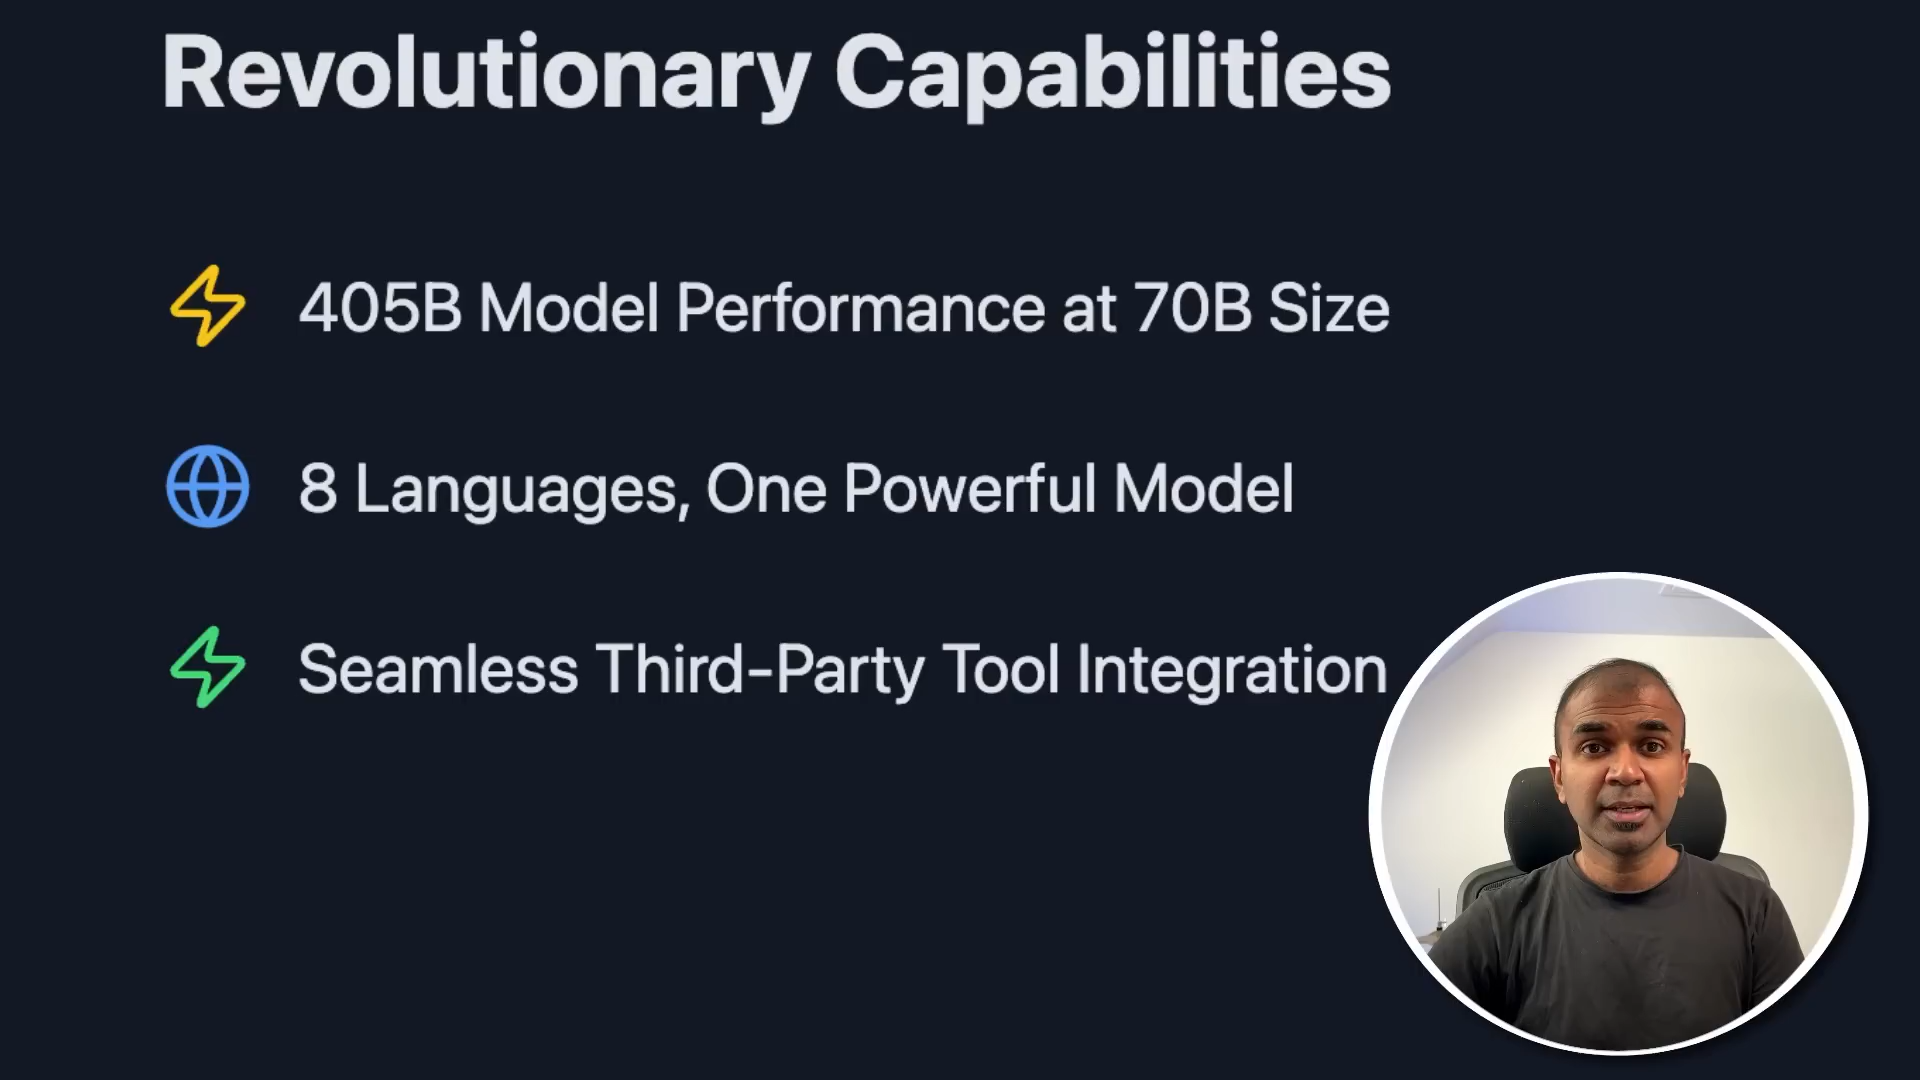 Revolutionary Capabilities
405B Model Performance at 70B Size
8 Languages, One Powerful Model
Seamless Third-Party Tool Integration